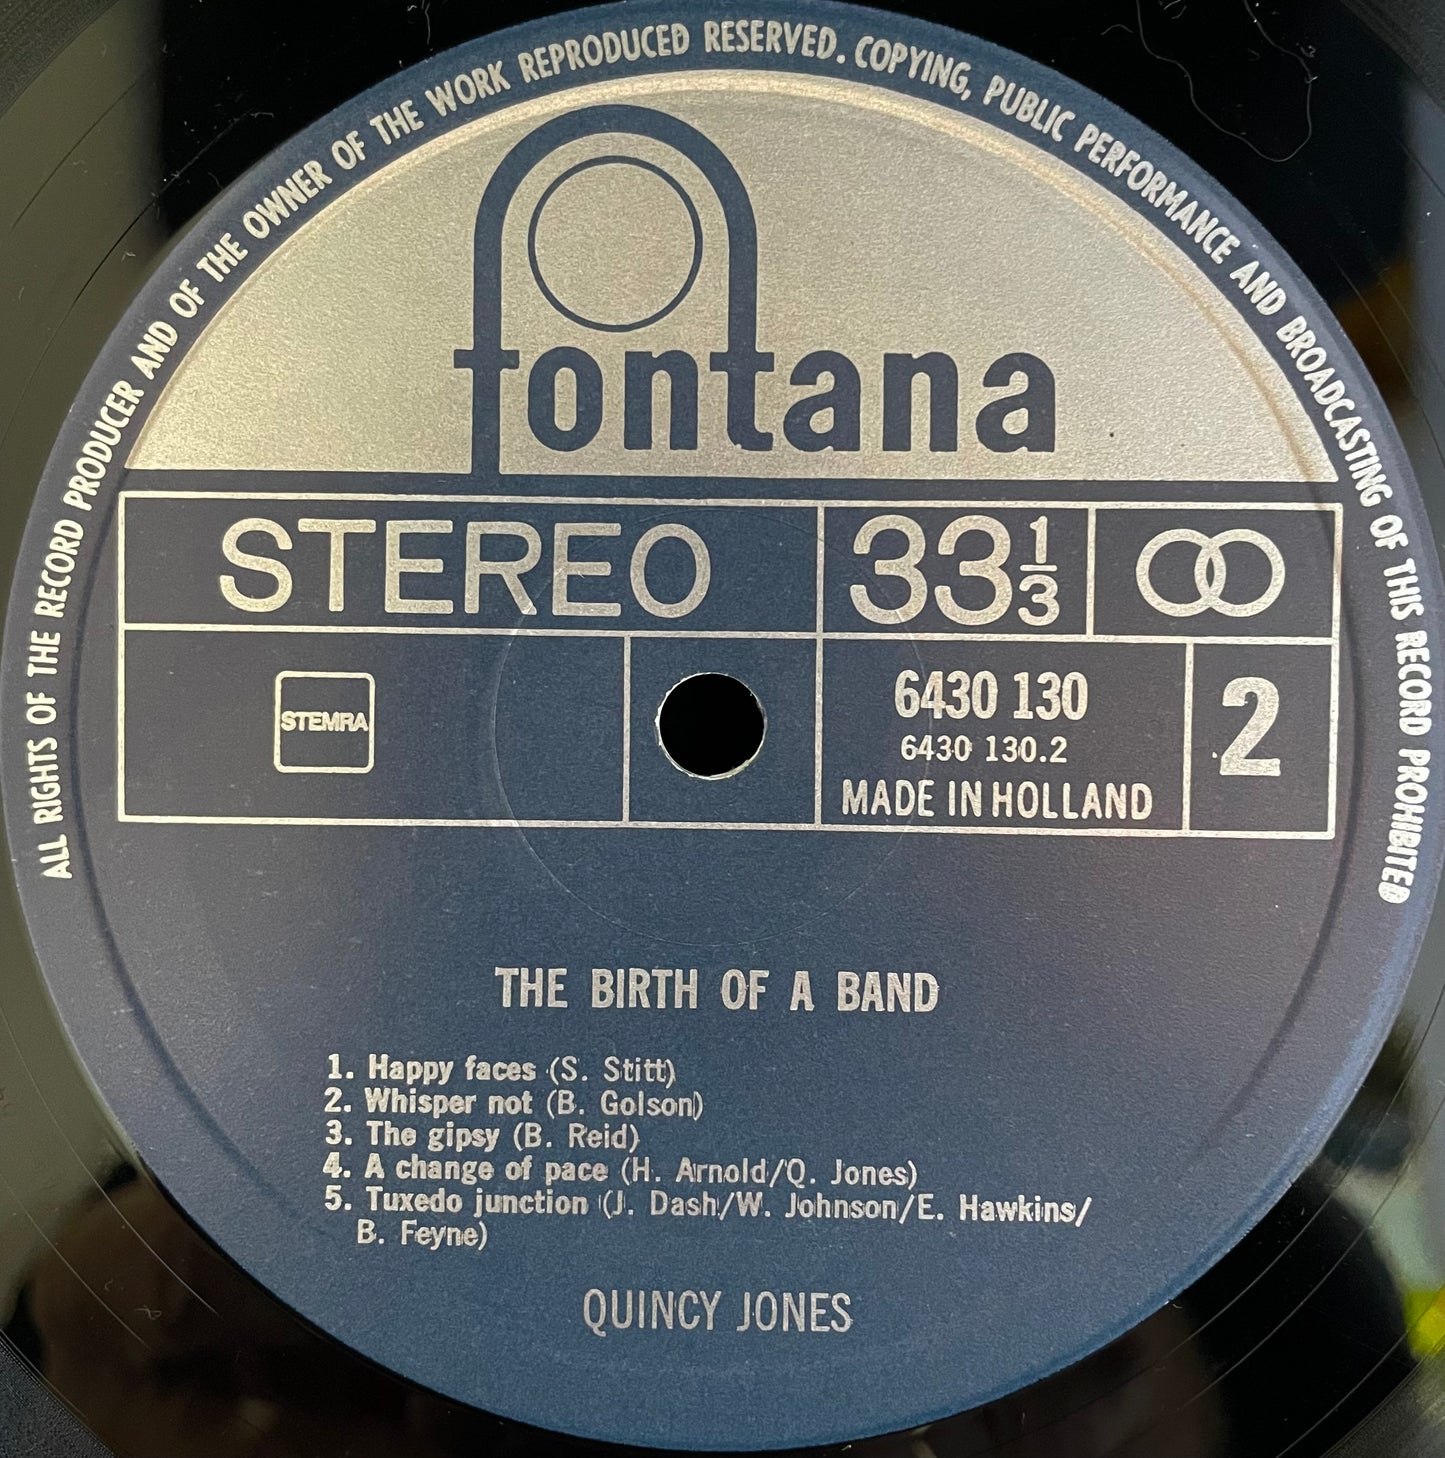 ALL RIGHTS OF THE RECORD PRODUCER AND OF THE OWNER OF THE WORK REPRODUCED RESERVED. COPYING, PUBLIC PERFORMANCE AND BROADCASTING OF THIS RECORD PROHIBITED
fontana
STEREO 33 1/3
STEMRA
6430 130
6430 130.2
MADE IN HOLLAND
2
THE BIRTH OF A BAND
1. Happy faces (S. Stitt)
2. Whisper not (B. Golson)
3. The gipsy (B. Reid)
4. A change of pace (H. Arnold/Q. Jones)
5. Tuxedo junction (J. Dash/W. Johnson/E. Hawkins/
B. Feyne)
QUINCY JONES